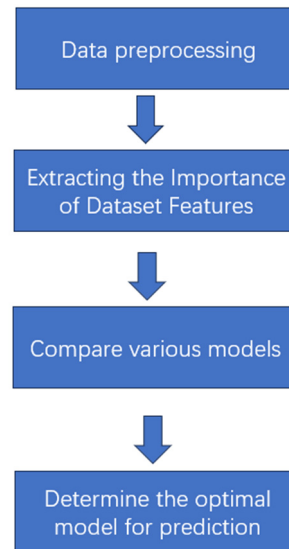 Data preprocessing
Extracting the Importance
of Dataset Features
Compare various models
Determine the optimal
model for prediction